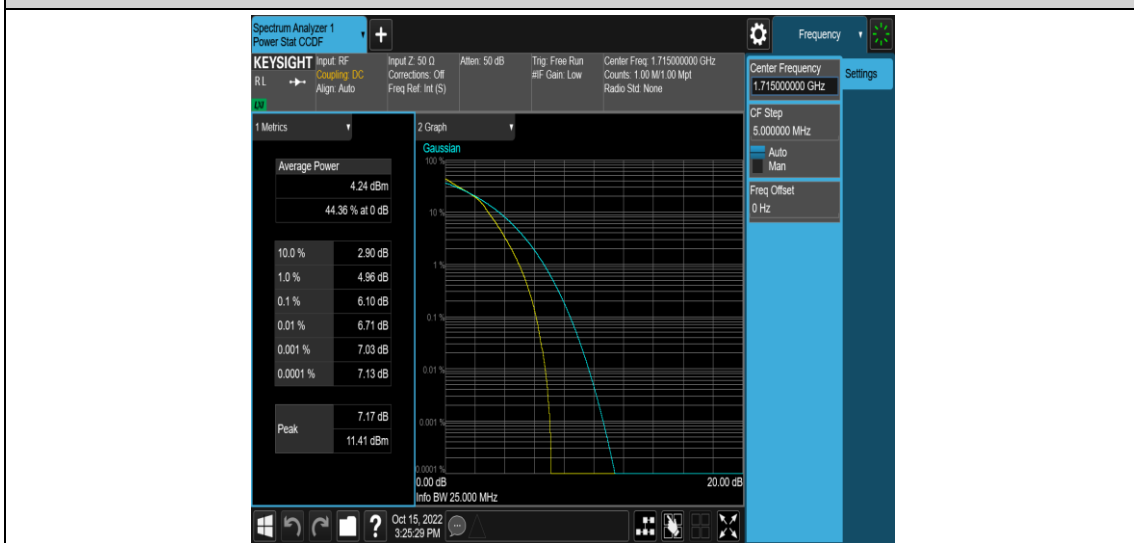 Spectrum Analyzer 1
Power Stat CCDF
+
Frequency
KEYSIGHT
RL
LXI
Input: RF
Coupling: DC
Align: Auto
Input Z: 50 Ω
Corrections: Off
Freq Ref: Int (S)
Atten: 50 dB
Trig: Free Run
#IF Gain: Low
Center Freq: 1.715000000 GHz
Counts: 1.00 M/1.00 Mpt
Radio Std: None
Center Frequency
1.715000000 GHz
Settings
CF Step
5.000000 MHz
Auto
Man
Freq Offset
0 Hz
1 Metrics
Average Power
4.24 dBm
44.36 % at 0 dB
10.0 % 2.90 dB
1.0 % 4.96 dB
0.1 % 6.10 dB
0.01 % 6.71 dB
0.001 % 7.03 dB
0.0001 % 7.13 dB
Peak
7.17 dB
11.41 dBm
2 Graph
Gaussian
100 %
10 %
1 %
0.1 %
0.01 %
0.001 %
0.0001 %
0.00 dB 20.00 dB
Info BW 25.000 MHz
?
Oct 15, 2022
3:25:29 PM